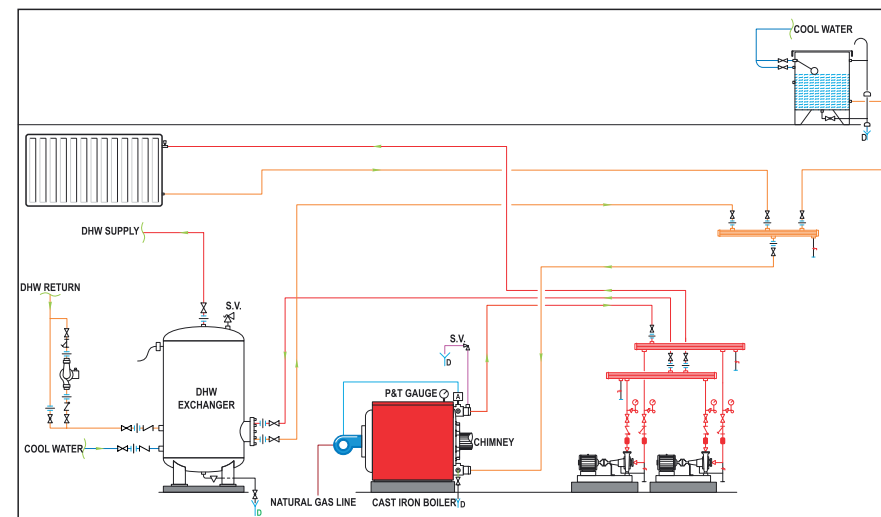 COOL WATER
D
DHW SUPPLY
DHW RETURN
S.V.
S.V.
D
DHW
EXCHANGER
P&T GAUGE
A
CHIMNEY
COOL WATER
NATURAL GAS LINE
CAST IRON BOILER
D
D